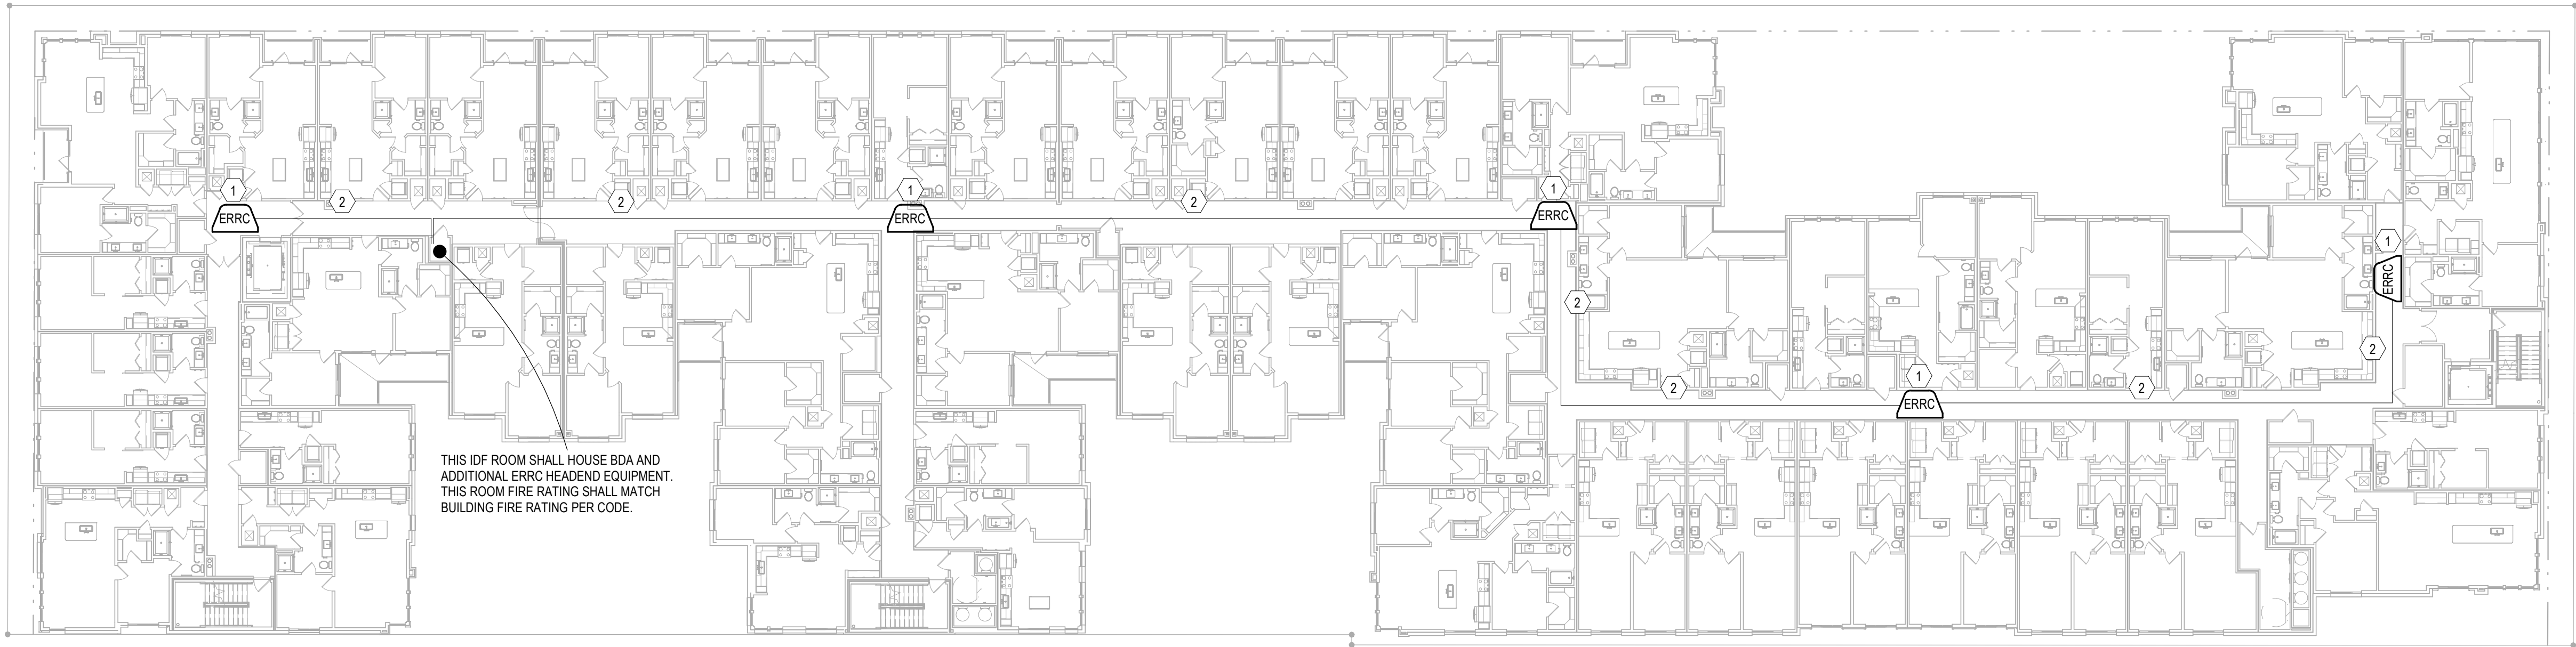 1
1
1
2
2
2
ERRC
ERRC
ERRC
1
ERRC
2
2
1
2
2
ERRC
THIS IDF ROOM SHALL HOUSE BDA AND
ADDITIONAL ERRC HEADEND EQUIPMENT.
THIS ROOM FIRE RATING SHALL MATCH
BUILDING FIRE RATING PER CODE.